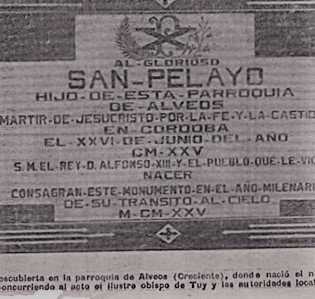 AL-GLORIOSO
SAN-PELAYO
HIJO-DE-ESTA-PARROQUIA
DE-ALVEOS
MARTIR-DE-JESUCRISTO-POR-LA-FE-Y-LA-CASTID
EN-CORDOBA
EL-XXVI-DE-JUNIO-DEL-AÑO
CM-XXV
S.M.EL-REY-D.ALFONSO-XIII-Y-EL-PUEBLO-QUE-LE-VIO
NACER
CONSAGRAN-ESTE-MONUMENTO-EN-EL-AÑO-MILENAR
DE-SU-TRANSITO-AL-CIELO
M-CM-XXV
escubierta en la parroquia de Alveos (Creciente), donde nació el n
oncurriendo al acto el ilustre obispo de Tuy y las autoridades local